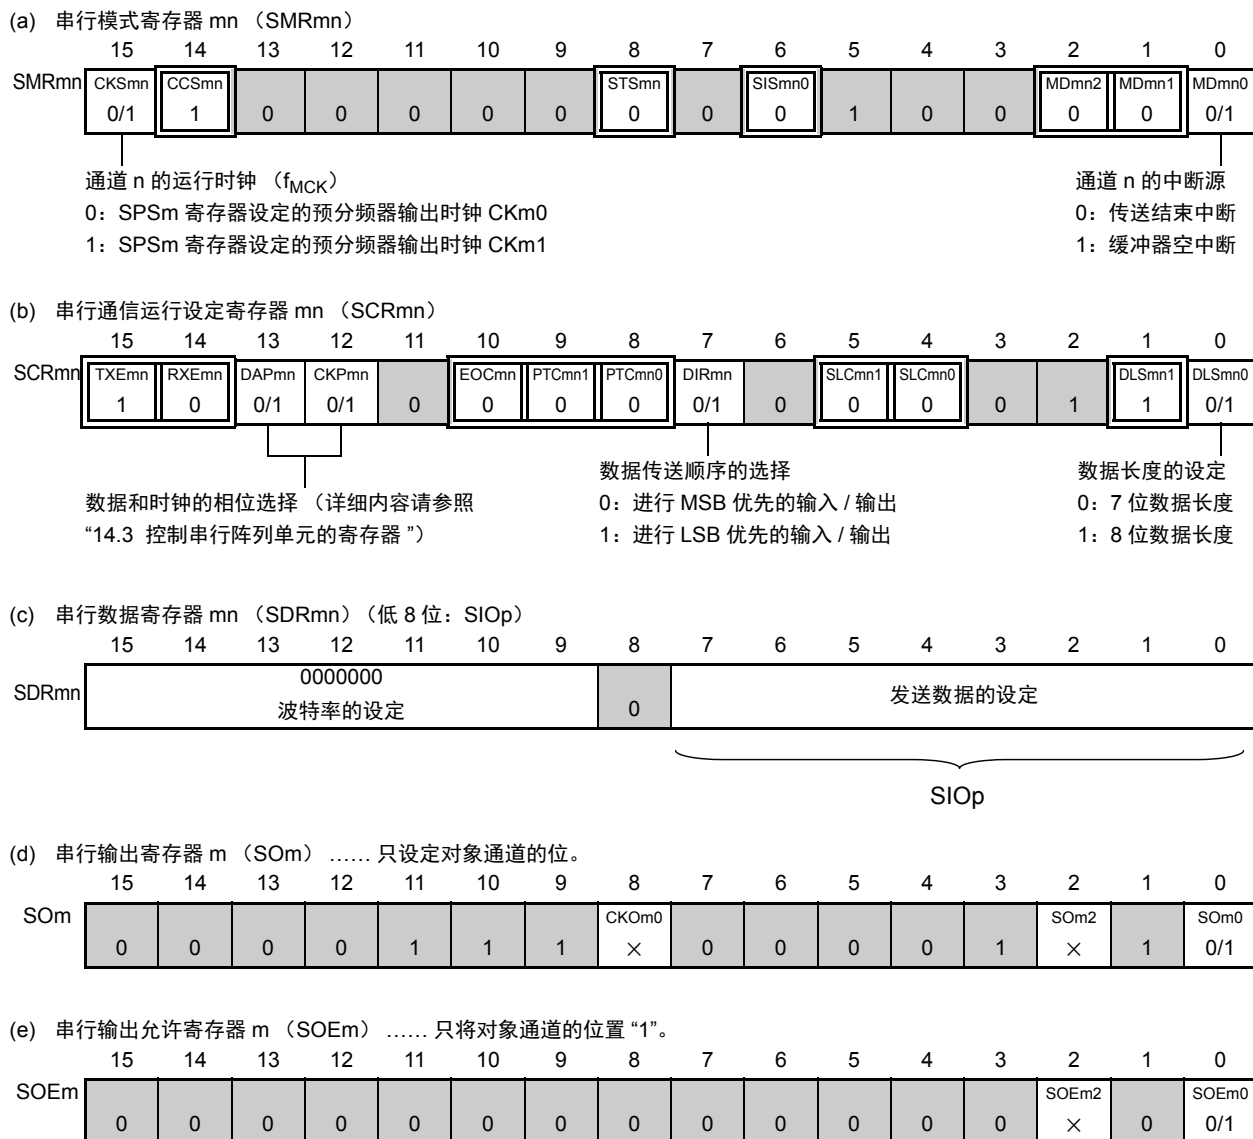 (a) 串行模式寄存器 mn （SMRmn）
15 14 13 12 11 10 9 8 7 6 5 4 3 2 1 0
SMRmn CKSmn CCSmn STSmn SISmn0 MDmn2 MDmn1 MDmn0
0/1 1 0 0 0 0 0 0 0 0 1 0 0 0 0 0/1
通道 n 的运行时钟 （fMCK） 通道 n 的中断源
0：SPSm 寄存器设定的预分频器输出时钟 CKm0 0：传送结束中断
1：SPSm 寄存器设定的预分频器输出时钟 CKm1 1：缓冲器空中断
(b) 串行通信运行设定寄存器 mn （SCRmn）
15 14 13 12 11 10 9 8 7 6 5 4 3 2 1 0
SCRmn TXEmn RXEmn DAPmn CKPmn EOCmn PTCmn1 PTCmn0 DIRmn SLCmn1 SLCmn0 DLSmn1 DLSmn0
1 0 0/1 0/1 0 0 0 0 0/1 0 0 0 0 1 1 0/1
数据传送顺序的选择 数据长度的设定
数据和时钟的相位选择 （详细内容请参照 0：进行 MSB 优先的输入 / 输出 0：7 位数据长度
“14.3 控制串行阵列单元的寄存器 ”） 1：进行 LSB 优先的输入 / 输出 1：8 位数据长度
(c) 串行数据寄存器 mn （SDRmn）（低 8 位：SIOp）
15 14 13 12 11 10 9 8 7 6 5 4 3 2 1 0
SDRmn 0000000
波特率的设定 0 发送数据的设定
SIOp
(d) 串行输出寄存器 m （SOm） …… 只设定对象通道的位。
15 14 13 12 11 10 9 8 7 6 5 4 3 2 1 0
SOm CKOm0 SOm2 SOm0
0 0 0 0 1 1 1 × 0 0 0 0 1 × 1 0/1
(e) 串行输出允许寄存器 m （SOEm） …… 只将对象通道的位置 “1”。
15 14 13 12 11 10 9 8 7 6 5 4 3 2 1 0
SOEm SOEm2 SOEm0
0 0 0 0 0 0 0 0 0 0 0 0 0 × 0 0/1